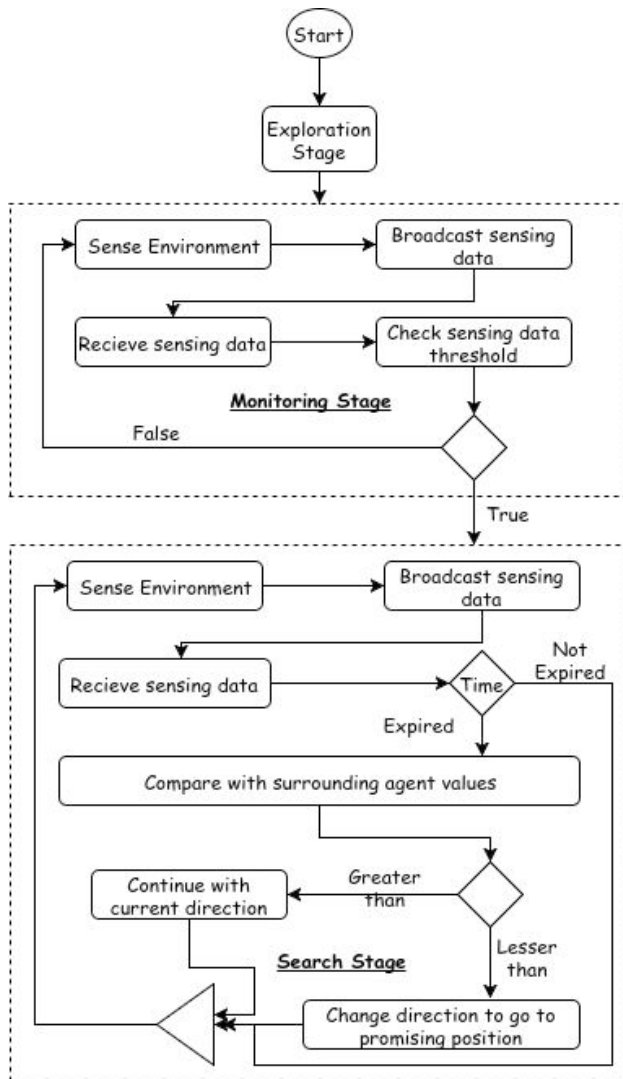 Start
Exploration
Stage
Sense Environment
Broadcast sensing
data
Recieve sensing data
Check sensing data
threshold
Monitoring Stage
False
True
Sense Environment
Broadcast sensing
data
Recieve sensing data
Time
Not
Expired
Expired
Compare with surrounding agent values
Continue with
current direction
Greater
than
Lesser
than
Search Stage
Change direction to go to
promising position